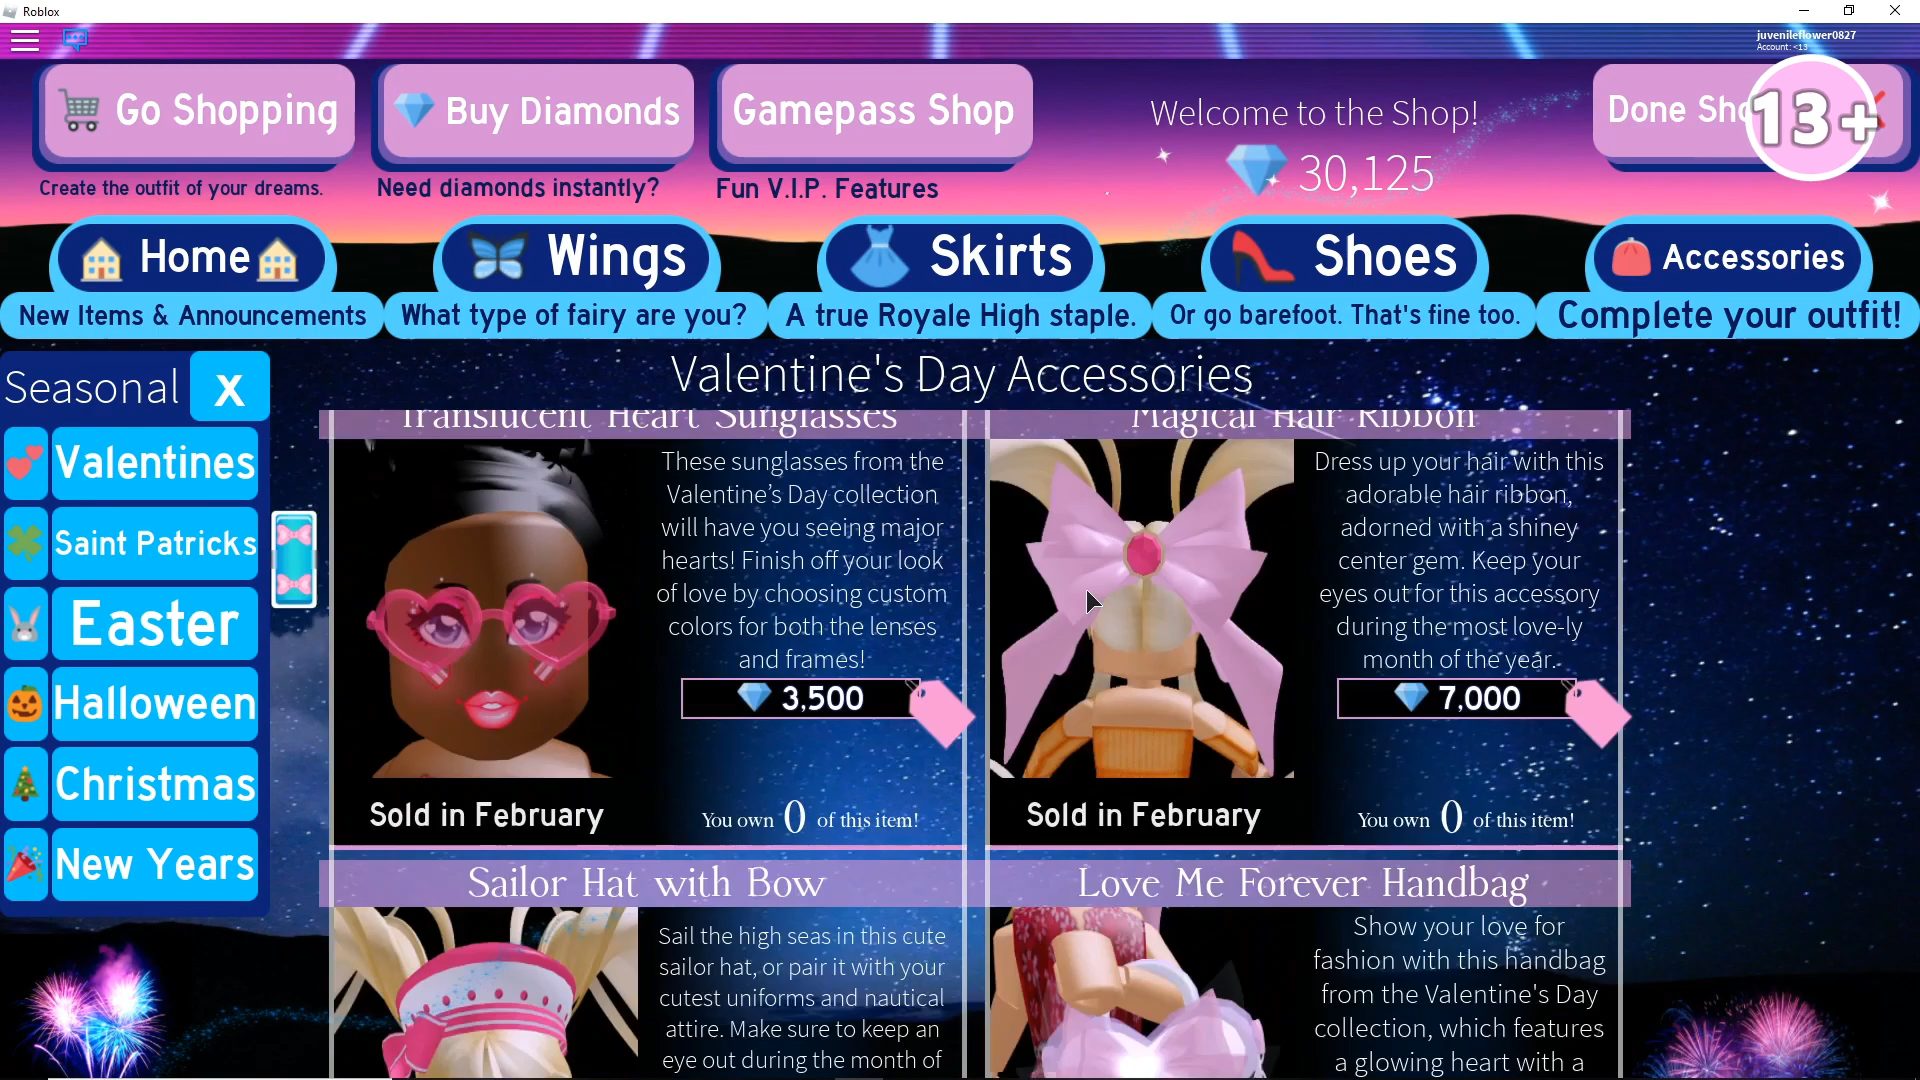 Roblox
juvenileflower0827
Account: <13
Go Shopping
Buy Diamonds
Gamepass Shop
Welcome to the Shop!
30,125
Done Sho
13+
Create the outfit of your dreams.
Need diamonds instantly?
Fun V.I.P. Features
Home
Wings
Skirts
Shoes
Accessories
New Items & Announcements
What type of fairy are you?
A true Royale High staple.
Or go barefoot. That's fine too.
Complete your outfit!
Seasonal
X
Valentines
Saint Patricks
Easter
Halloween
Christmas
New Years
Valentine's Day Accessories
Translucent Heart Sunglasses
These sunglasses from the
Valentine's Day collection
will have you seeing major
hearts! Finish off your look
of love by choosing custom
colors for both the lenses
and frames!
3,500
Sold in February
You own 0 of this item!
Magical Hair Ribbon
Dress up your hair with this
adorable hair ribbon,
adorned with a shiney
center gem. Keep your
eyes out for this accessory
during the most love-ly
month of the year.
7,000
Sold in February
You own 0 of this item!
Sailor Hat with Bow
Sail the high seas in this cute
sailor hat, or pair it with your
cutest uniforms and nautical
attire. Make sure to keep an
eye out during the month of
Love Me Forever Handbag
Show your love for
fashion with this handbag
from the Valentine's Day
collection, which features
a glowing heart with a